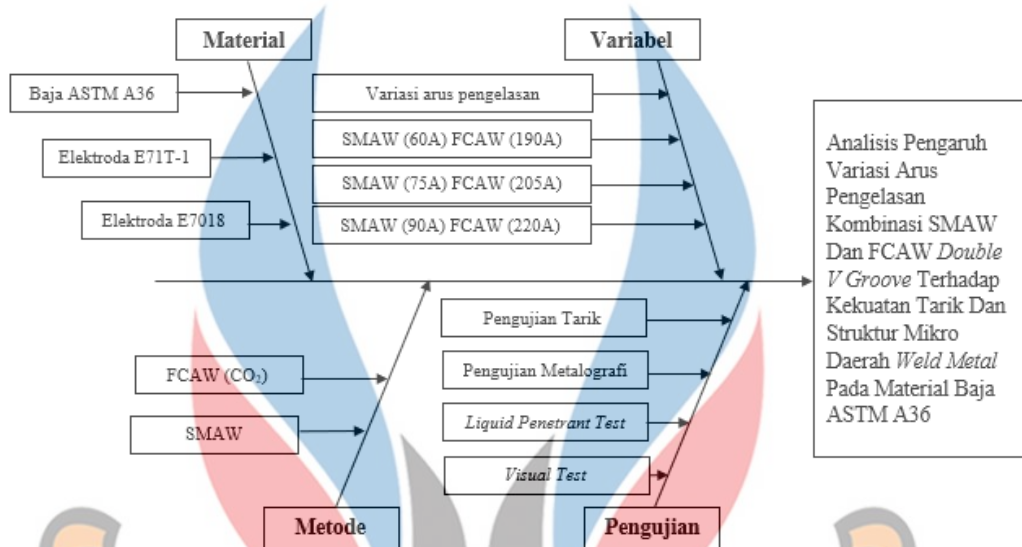 Material
Baja ASTM A36
Elektroda E71T-1
Elektroda E7018
Variabel
Variasi arus pengelasan
SMAW (60A) FCAW (190A)
SMAW (75A) FCAW (205A)
SMAW (90A) FCAW (220A)
FCAW (CO₂)
SMAW
Metode
Pengujian Tarik
Pengujian Metalografi
Liquid Penetrant Test
Visual Test
Pengujian
Analisis Pengaruh
Variasi Arus
Pengelasan
Kombinasi SMAW
Dan FCAW Double
V Groove Terhadap
Kekuatan Tarik Dan
Struktur Mikro
Daerah Weld Metal
Pada Material Baja
ASTM A36